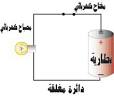 مفتاح كهربائي
مصباح كهربائي
بطارية
دائرة مغلقة